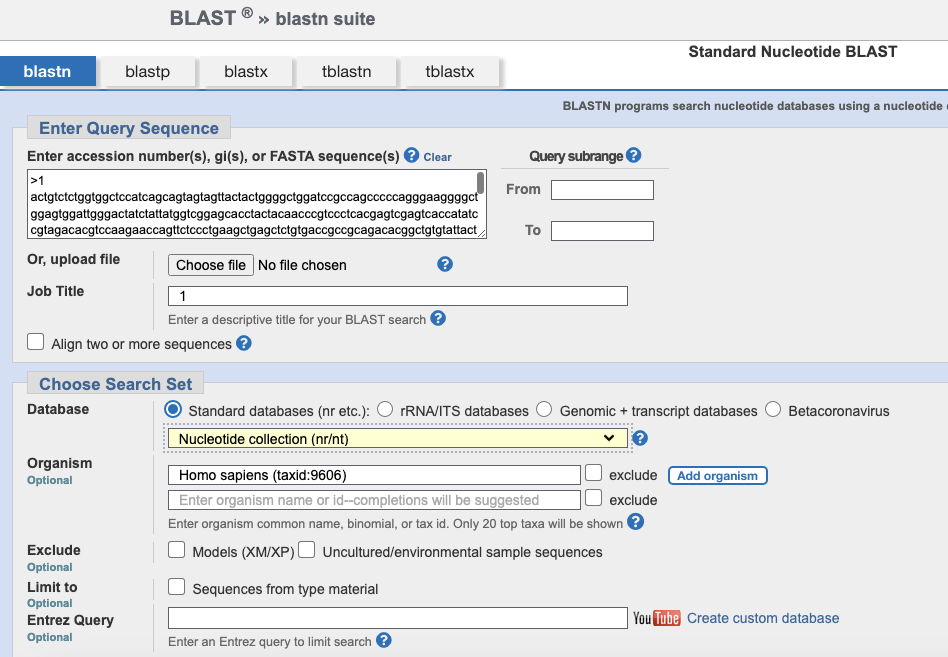 BLAST ® » blastn suite
Standard Nucleotide BLAST
blastn blastp blastx tblastn tblastx
BLASTN programs search nucleotide databases using a nucleotide
Enter Query Sequence
Enter accession number(s), gi(s), or FASTA sequence(s) ? Clear
Query subrange ?
>1
actgtctctggtggctccatcagcagtagtagttactactggggctggatccgccagcccccagggaaggggct
ggagtggattgggactatctattatggtcggagcacctactacaacccgtccctcacgagtcgagtcaccatatc
cgtagacacgtccaagaaccagttctccctgaagctgagctctgtgaccgccgcagacacggctgtgtattact
From
To
Or, upload file
Choose file No file chosen ?
Job Title
1
Enter a descriptive title for your BLAST search ?
Align two or more sequences ?
Choose Search Set
Database
Standard databases (nr etc.): rRNA/ITS databases Genomic + transcript databases Betacoronavirus
Nucleotide collection (nr/nt) ?
Organism
Optional
Homo sapiens (taxid:9606) exclude Add organism
Enter organism name or id--completions will be suggested exclude
Enter organism common name, binomial, or tax id. Only 20 top taxa will be shown ?
Exclude
Optional
Models (XM/XP) Uncultured/environmental sample sequences
Limit to
Optional
Sequences from type material
Entrez Query
Optional
YouTube Create custom database
Enter an Entrez query to limit search ?